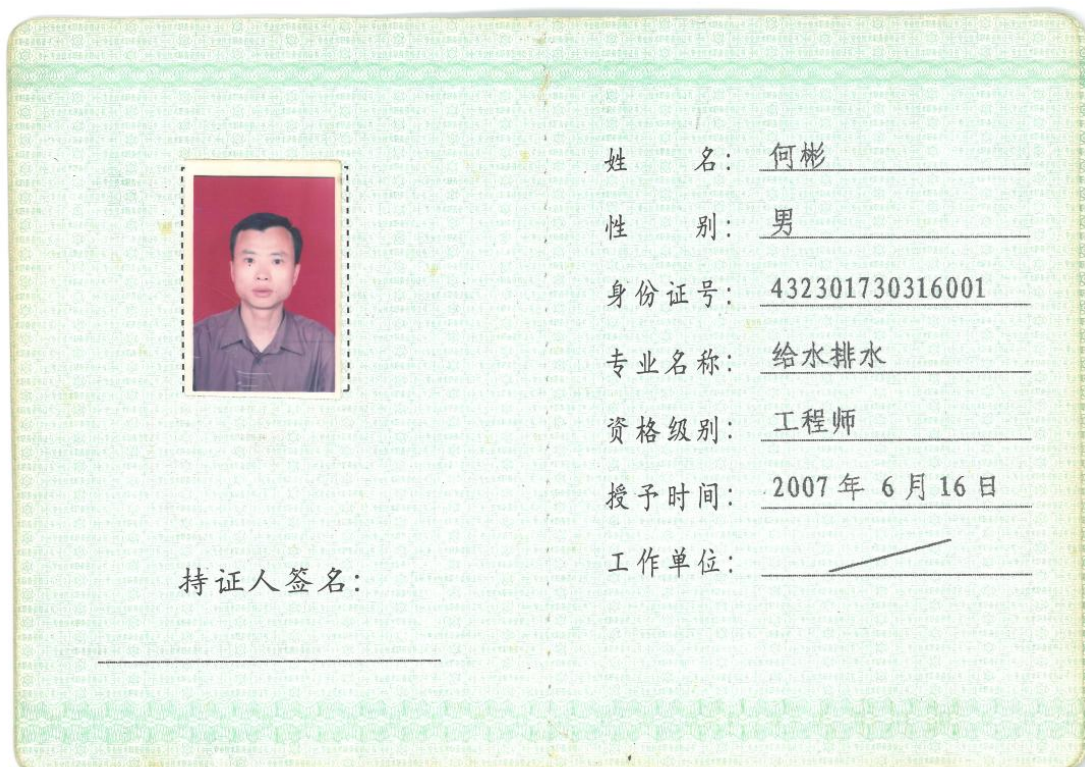 姓 名： 何彬
性 别： 男
身份证号： 432301730316001
专业名称： 给水排水
资格级别： 工程师
授予时间： 2007 年 6 月 16 日
工作单位：
持证人签名：